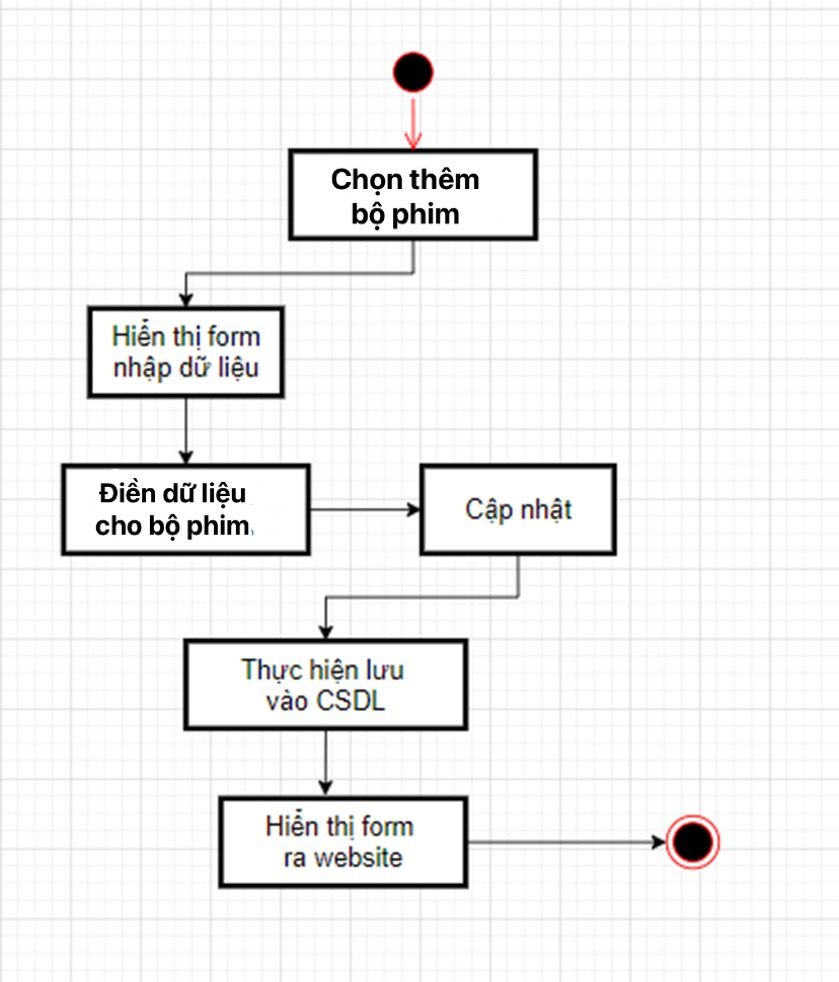 Chọn thêm
bộ phim
Hiển thị form
nhập dữ liệu
Điền dữ liệu
cho bộ phim
Cập nhật
Thực hiện lưu
vào CSDL
Hiển thị form
ra website